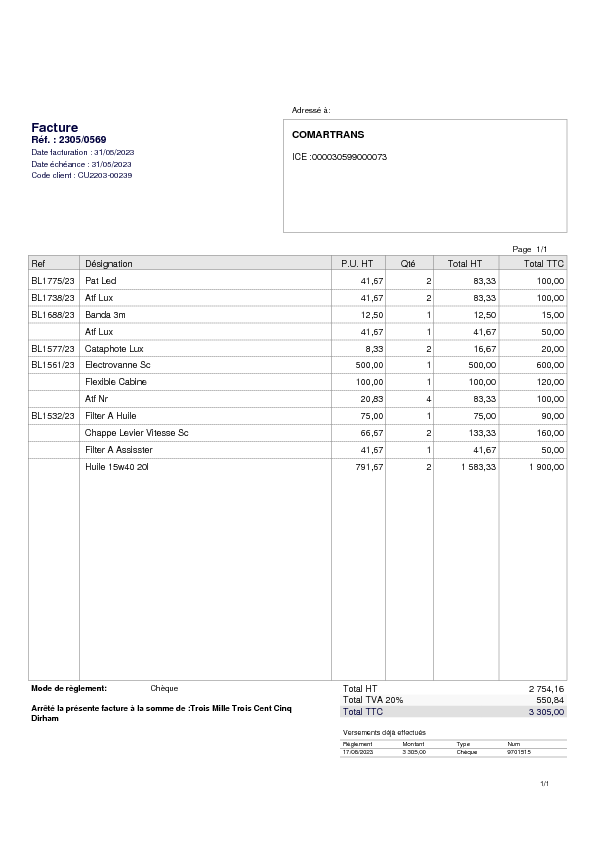 Adressé à:
Facture
Réf. : 2305/0569
Date facturation : 31/05/2023
Date échéance : 31/05/2023
Code client : CU2203-00239
COMARTRANS
ICE :000030599000073
Page 1/1
Ref Désignation P.U. HT Qté Total HT Total TTC
BL1775/23 Pat Led 41,67 2 83,33 100,00
BL1738/23 Atf Lux 41,67 2 83,33 100,00
BL1688/23 Banda 3m 12,50 1 12,50 15,00
Atf Lux 41,67 1 41,67 50,00
BL1577/23 Cataphote Lux 8,33 2 16,67 20,00
BL1561/23 Electrovanne Sc 500,00 1 500,00 600,00
Flexible Cabine 100,00 1 100,00 120,00
Atf Nr 20,83 4 83,33 100,00
BL1532/23 Filter A Huile 75,00 1 75,00 90,00
Chappe Levier Vitesse Sc 66,67 2 133,33 160,00
Filter A Assisster 41,67 1 41,67 50,00
Huile 15w40 20l 791,67 2 1 583,33 1 900,00
Mode de règlement: Chèque
Total HT 2 754,16
Total TVA 20% 550,84
Total TTC 3 305,00
Arrêté la présente facture à la somme de :Trois Mille Trois Cent Cinq
Dirham
Versements déjà effectués
Règlement Montant Type Num
17/08/2023 3 305,00 Chèque 9701515
1/1